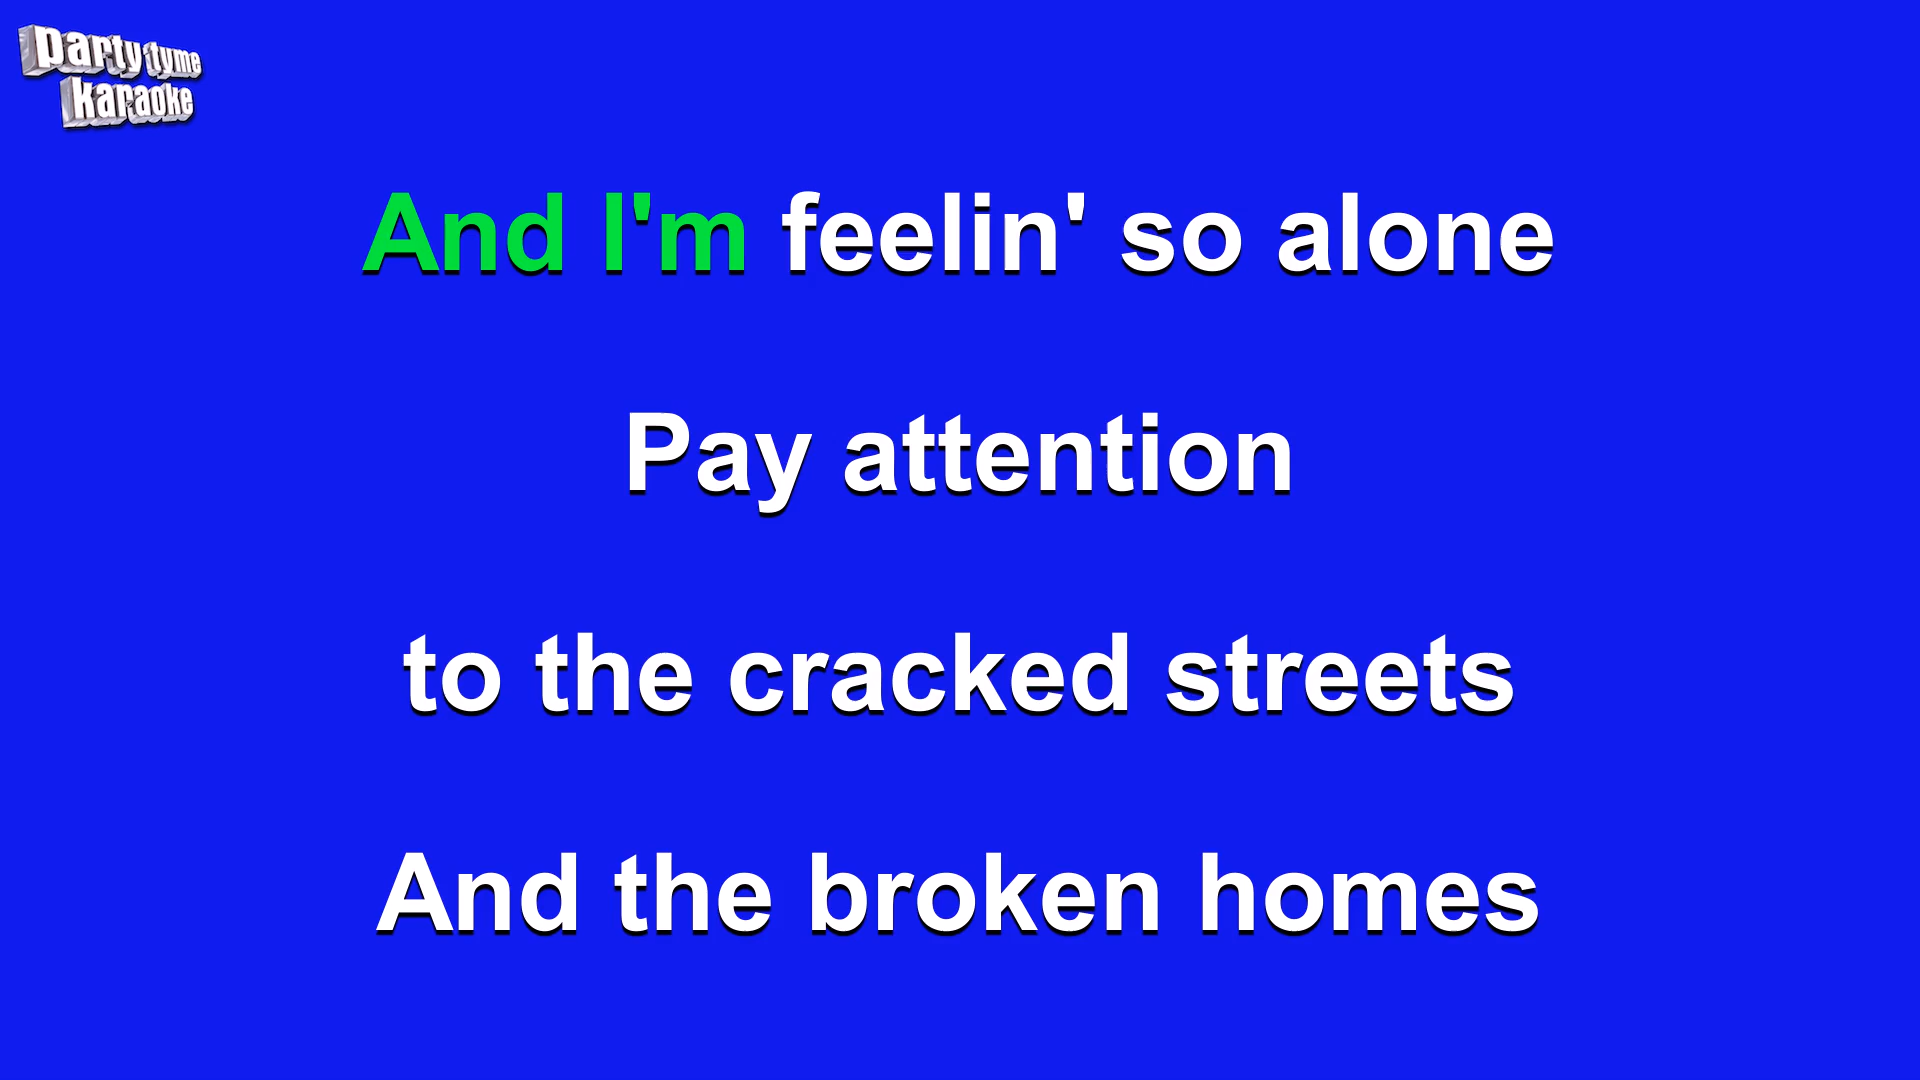 party tyme
karaoke
And I'm feelin' so alone
Pay attention
to the cracked streets
And the broken homes